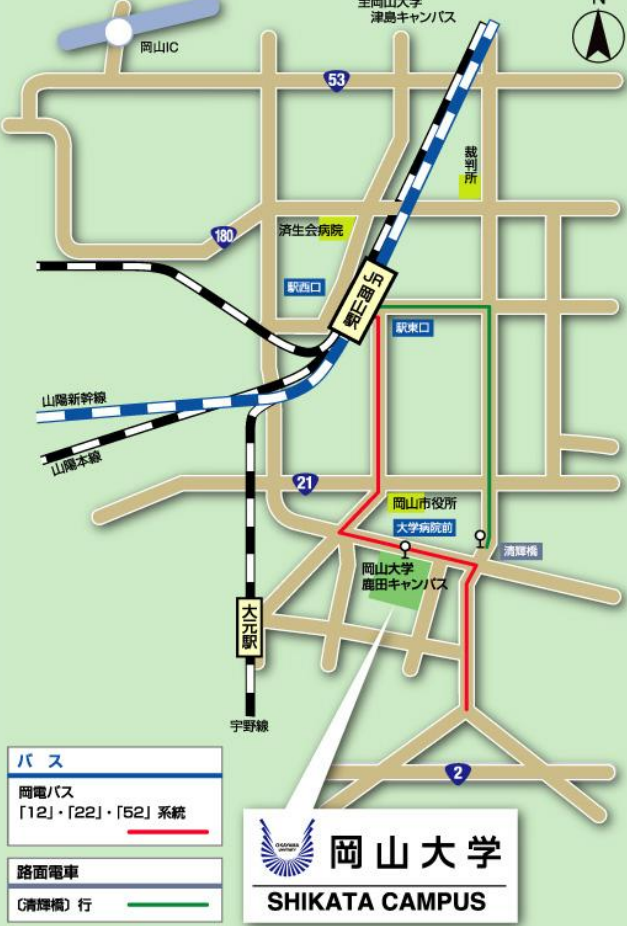 至岡山大学
津島キャンパス
N
岡山IC
53
裁判所
180
済生会病院
駅西口
JR岡山駅
駅東口
山陽新幹線
山陽本線
21
岡山市役所
大学病院前
清輝橋
岡山大学
鹿田キャンパス
大元駅
宇野線
バス
岡電バス
「12」・「22」・「52」系統
2
路面電車
〔清輝橋〕行
OKAYAMA
UNIVERSITY
岡山大学
SHIKATA CAMPUS